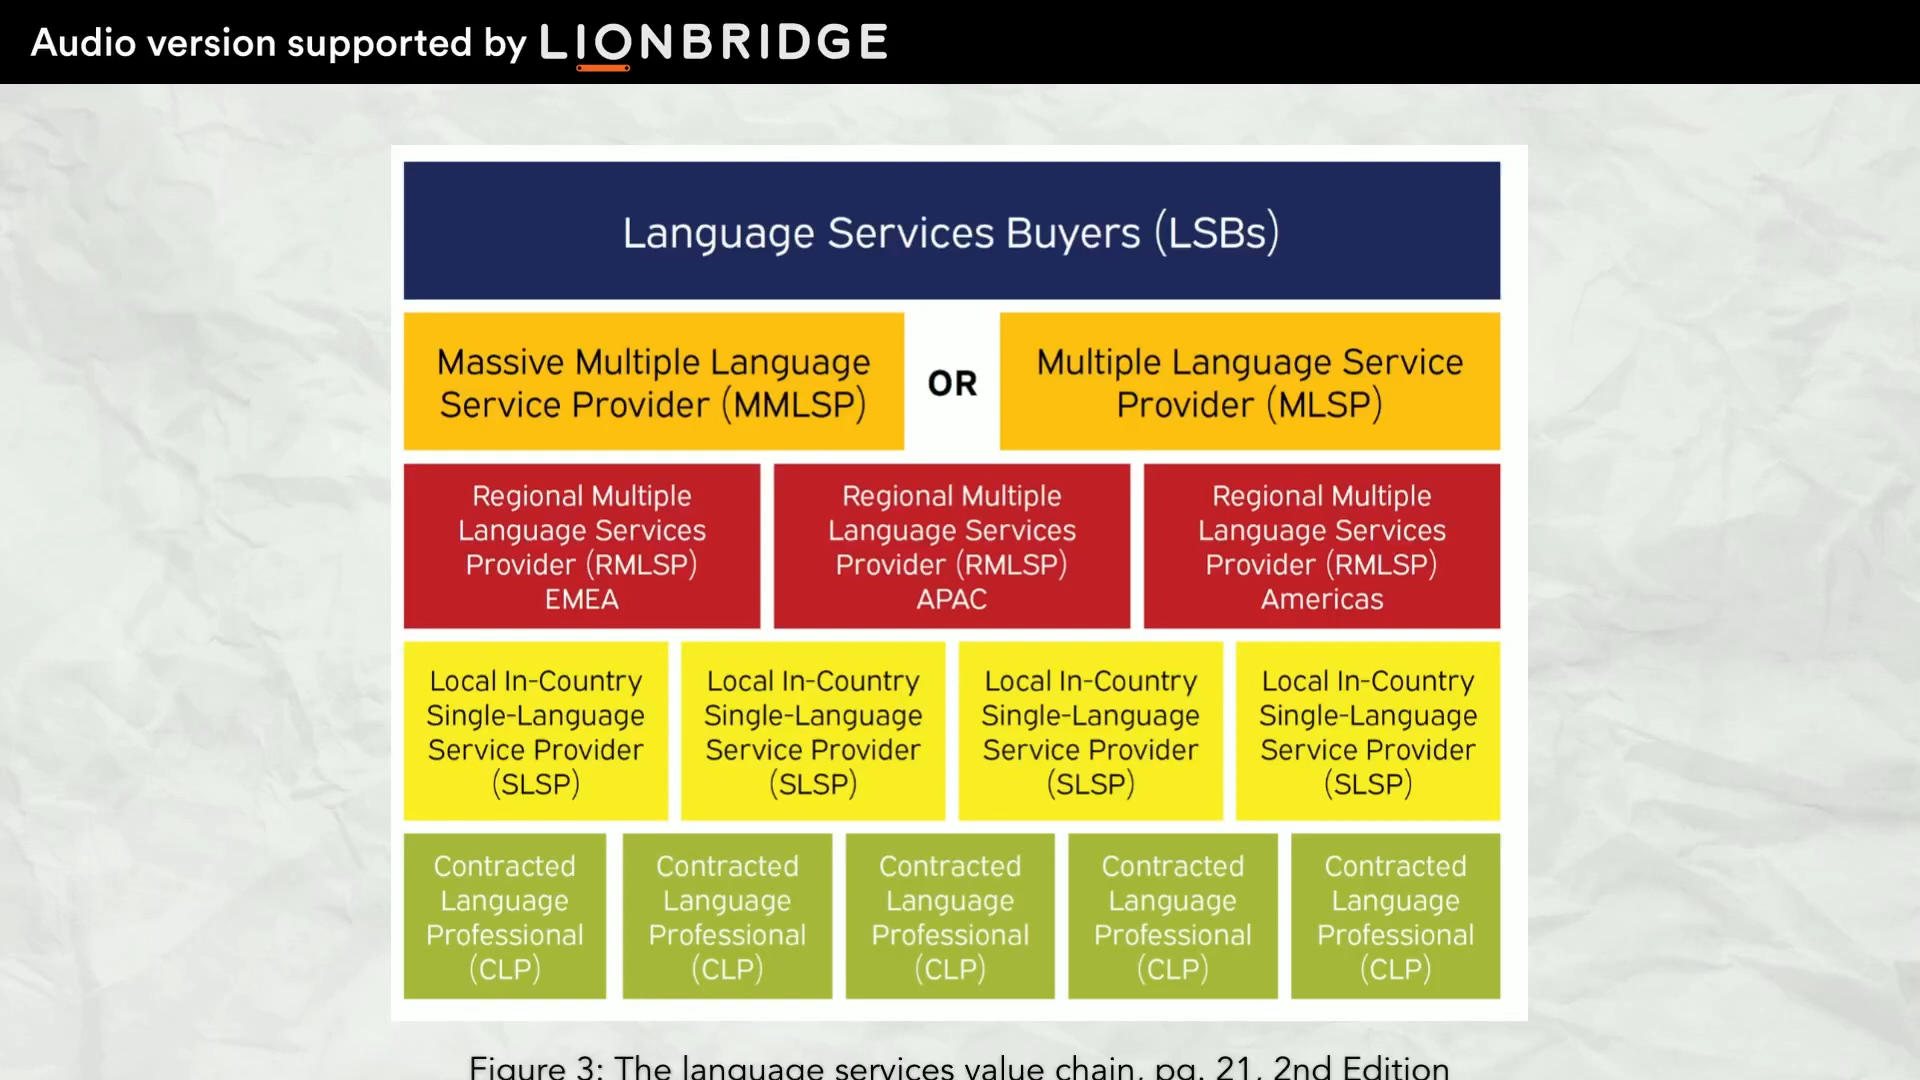 Audio version supported by LIONBRIDGE
Language Services Buyers (LSBs)
Massive Multiple Language
Service Provider (MMLSP)
OR
Multiple Language Service
Provider (MLSP)
Regional Multiple
Language Services
Provider (RMLSP)
EMEA
Regional Multiple
Language Services
Provider (RMLSP)
APAC
Regional Multiple
Language Services
Provider (RMLSP)
Americas
Local In-Country
Single-Language
Service Provider
(SLSP)
Local In-Country
Single-Language
Service Provider
(SLSP)
Local In-Country
Single-Language
Service Provider
(SLSP)
Local In-Country
Single-Language
Service Provider
(SLSP)
Contracted
Language
Professional
(CLP)
Contracted
Language
Professional
(CLP)
Contracted
Language
Professional
(CLP)
Contracted
Language
Professional
(CLP)
Contracted
Language
Professional
(CLP)
Figure 3: The language services value chain, pg. 21, 2nd Edition